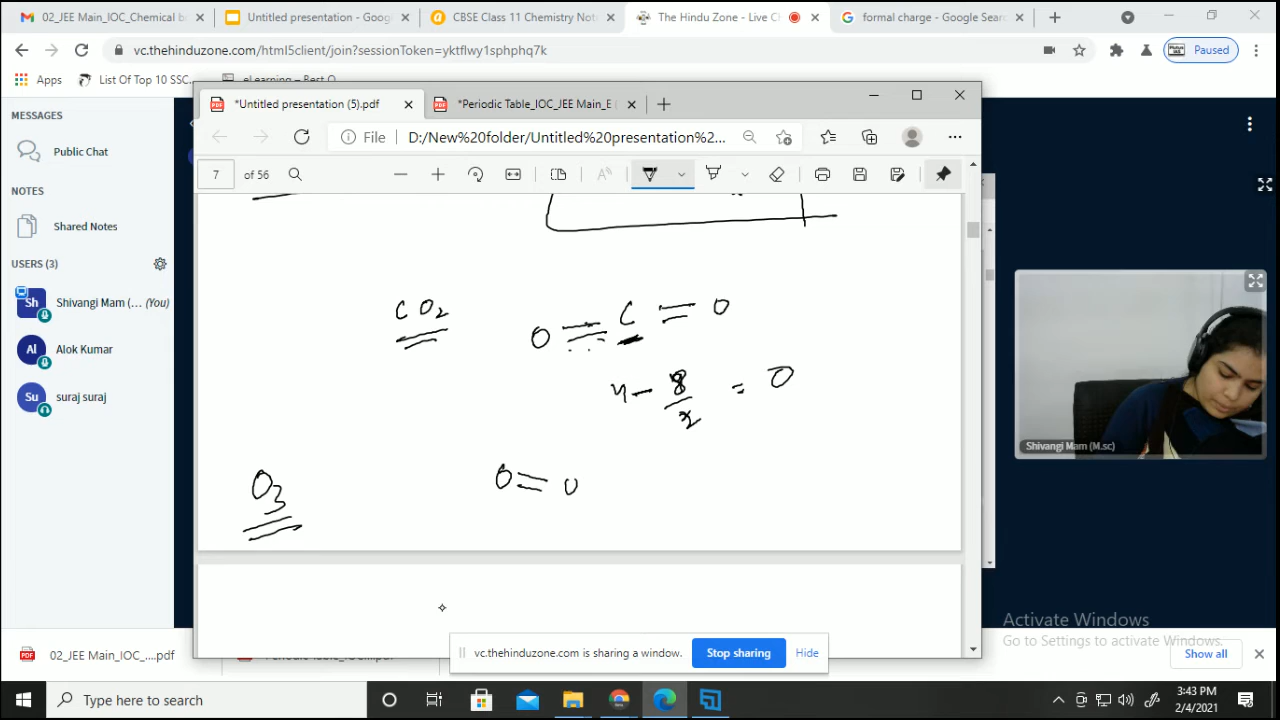 02_JEE Main_IOC_Chemical b
Untitled presentation - Goog
CBSE Class 11 Chemistry Not
The Hindu Zone - Live C
formal charge - Google Sear
vc.thehinduzone.com/html5client/join?sessionToken=yktflwy1sphphq7k
Paused
Apps
List Of Top 10 SSC...
eLearning – Best O
*Untitled presentation (5).pdf
*Periodic Table_IOC_JEE Main_E
File
D:/New%20folder/Untitled%20presentation%2...
7 of 56
MESSAGES
Public Chat
NOTES
Shared Notes
USERS (3)
Sh
Shivangi Mam (... (You)
Al
Alok Kumar
Su
suraj suraj
CO2
O = C = O
4 - 8/2 = 0
O3
O = O
Shivangi Mam (M.sc)
Activate Windows
Go to Settings to activate Windows.
vc.thehinduzone.com is sharing a window.
Stop sharing
Hide
02_JEE Main_IOC_....pdf
Show all
Type here to search
3:43 PM
2/4/2021